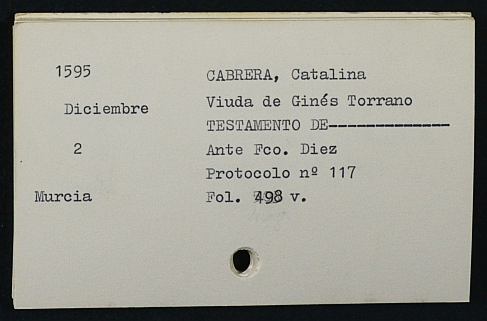 1595
Diciembre
2
Murcia
CABRERA, Catalina
Viuda de Ginés Torrano
TESTAMENTO DE-------------
Ante Fco. Diez
Protocolo nº 117
Fol. 498 v.